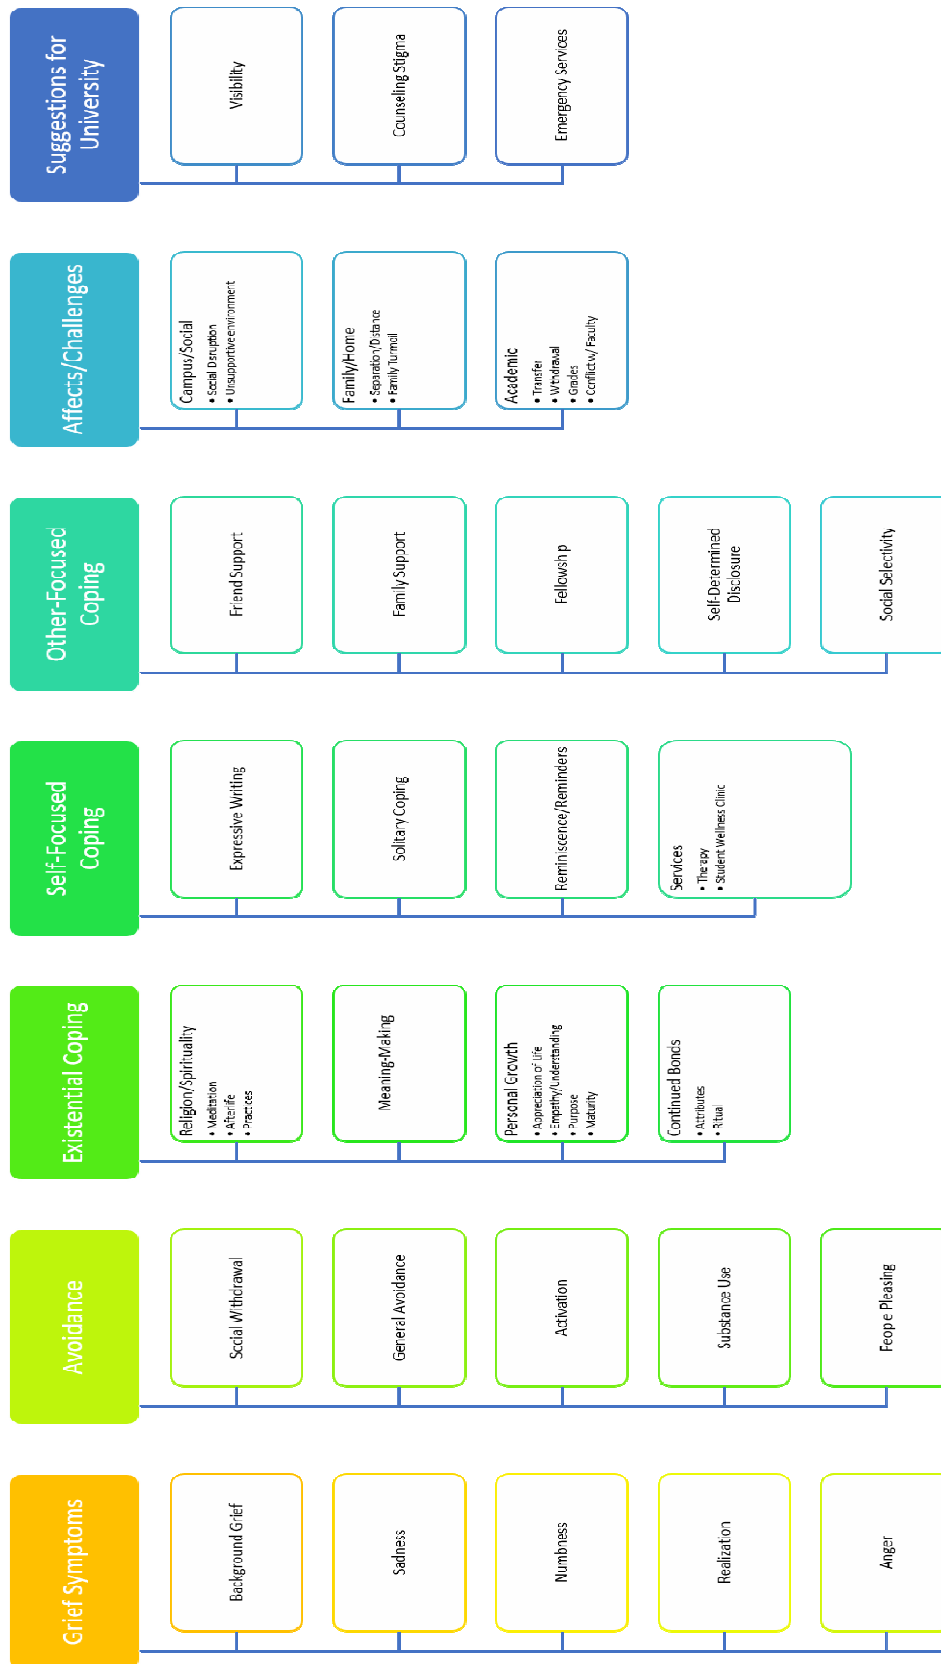 Grief Symptoms
Background Grief
Sadness
Numbness
Realization
Anger
Avoidance
Social Withdrawal
General Avoidance
Activation
Substance Use
People Pleasing
Existential Coping
Religion/Spirituality
• Meditation
• Afterlife
• Practices
Meaning-Making
Personal Growth
• Appreciation of Life
• Empathy/Understanding
• Purpose
• Maturity
Continued Bonds
• Attributes
• Ritual
Self-Focused
Coping
Expressive Writing
Solitary Coping
Reminiscence/Reminders
Services
• Therapy
• Student Wellness Clinic
Other-Focused
Coping
Friend Support
Family Support
Fellowship
Self-Determined
Disclosure
Social Selectivity
Affects/Challenges
Campus/Social
• Social Disruption
• Unsupportive environment
Family/Home
• Separation/Distance
• Family Turmoil
Academic
• Transfer
• Withdrawal
• Grades
• Conflict w/ Faculty
Suggestions for
University
Visibility
Counseling Stigma
Emergency Services